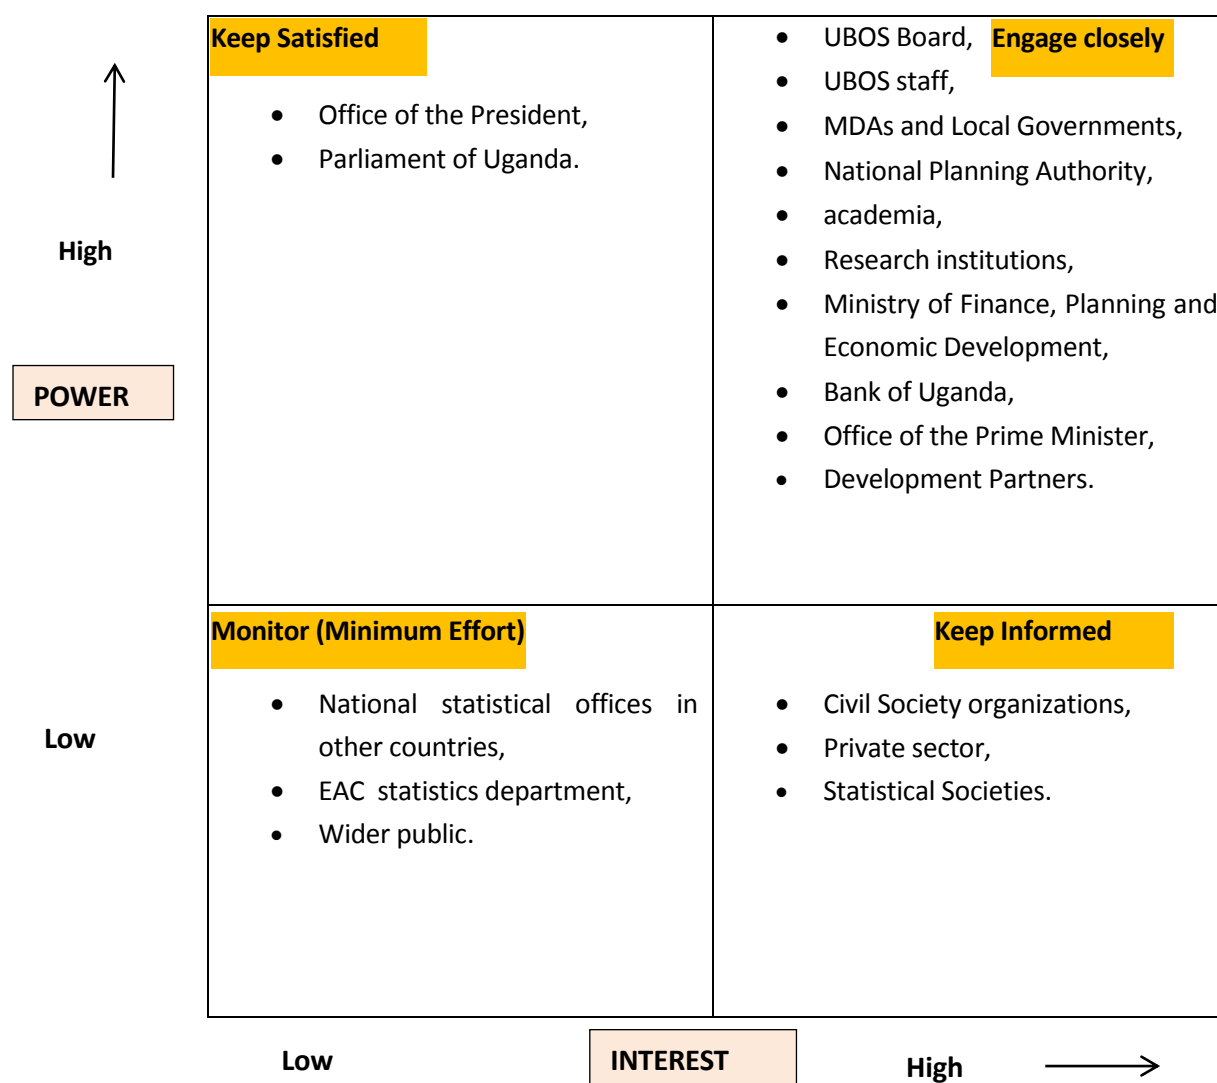 Keep Satisfied
• Office of the President,
• Parliament of Uganda.
• UBOS Board,
Engage closely
• UBOS staff,
• MDAs and Local Governments,
• National Planning Authority,
• academia,
• Research institutions,
• Ministry of Finance, Planning and
Economic Development,
• Bank of Uganda,
• Office of the Prime Minister,
• Development Partners.
High
POWER
Monitor (Minimum Effort)
• National statistical offices in
other countries,
• EAC statistics department,
• Wider public.
Keep Informed
• Civil Society organizations,
• Private sector,
• Statistical Societies.
Low
Low
INTEREST
High